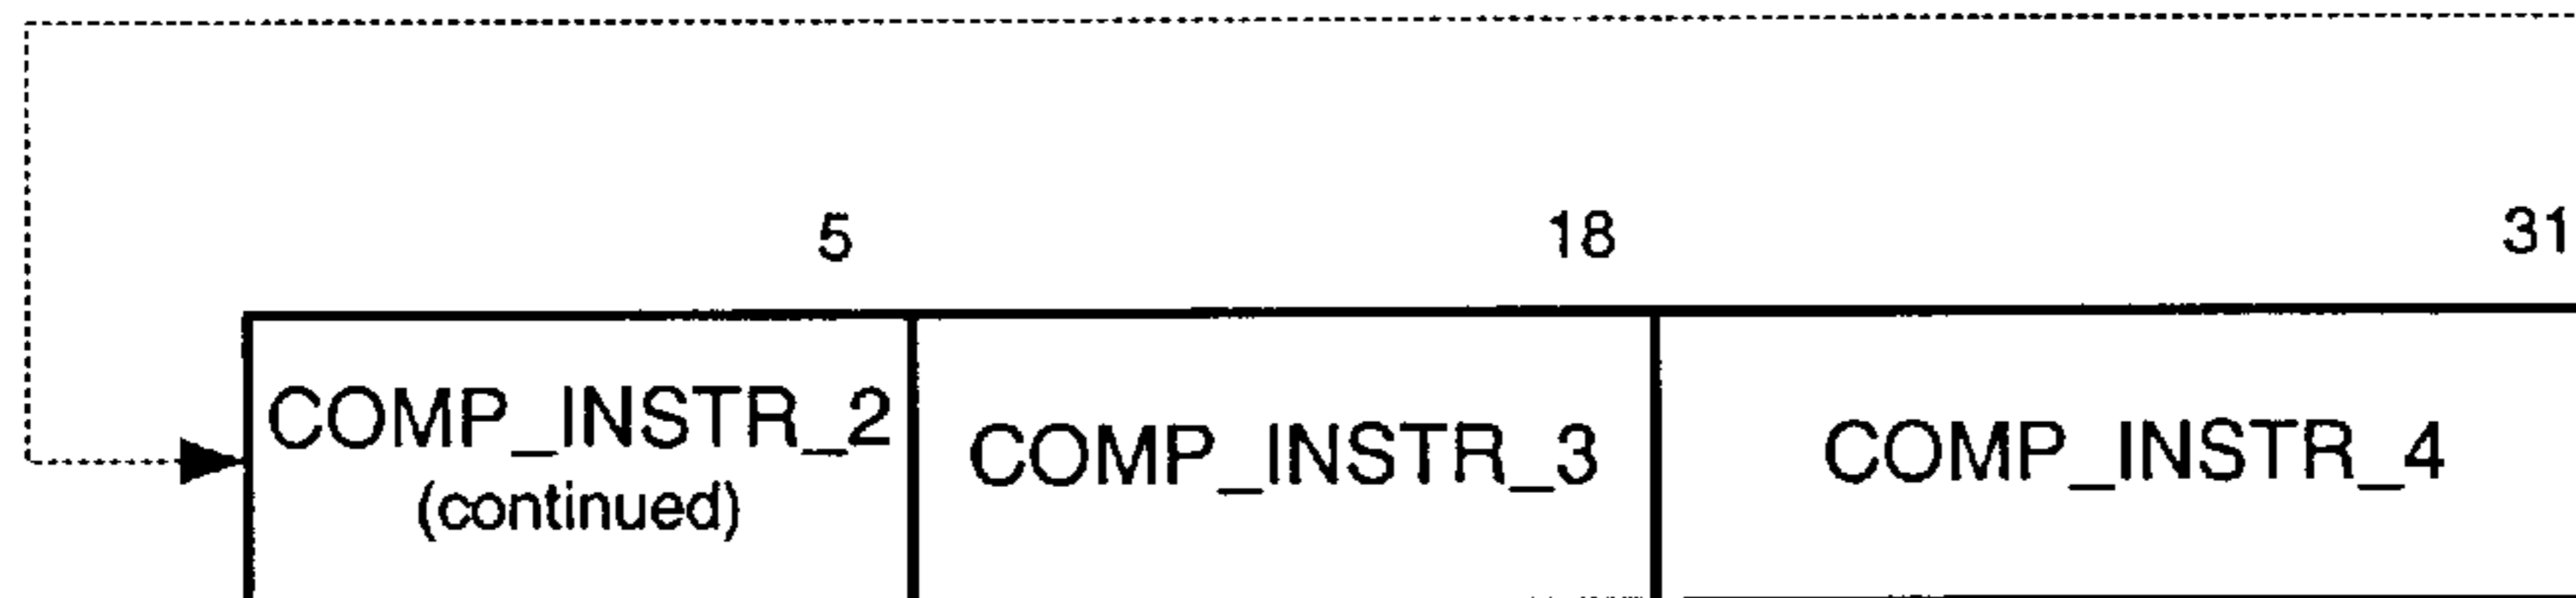 5 18 31
COMP_INSTR_2
(continued)
COMP_INSTR_3
COMP_INSTR_4